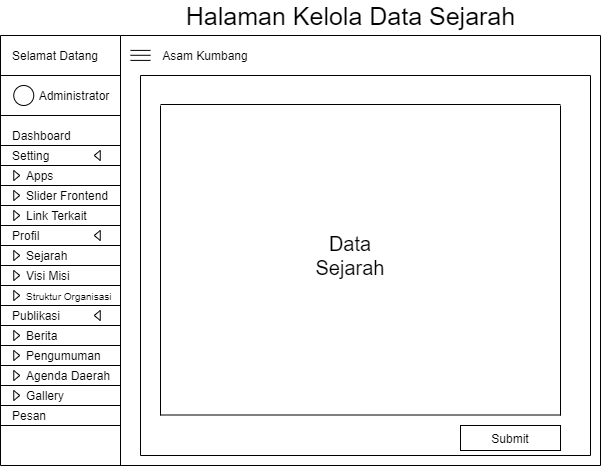 Halaman Kelola Data Sejarah
Selamat Datang
Asam Kumbang
Administrator
Dashboard
Setting
Apps
Slider Frontend
Link Terkait
Profil
Sejarah
Visi Misi
Struktur Organisasi
Publikasi
Berita
Pengumuman
Agenda Daerah
Gallery
Pesan
Data
Sejarah
Submit